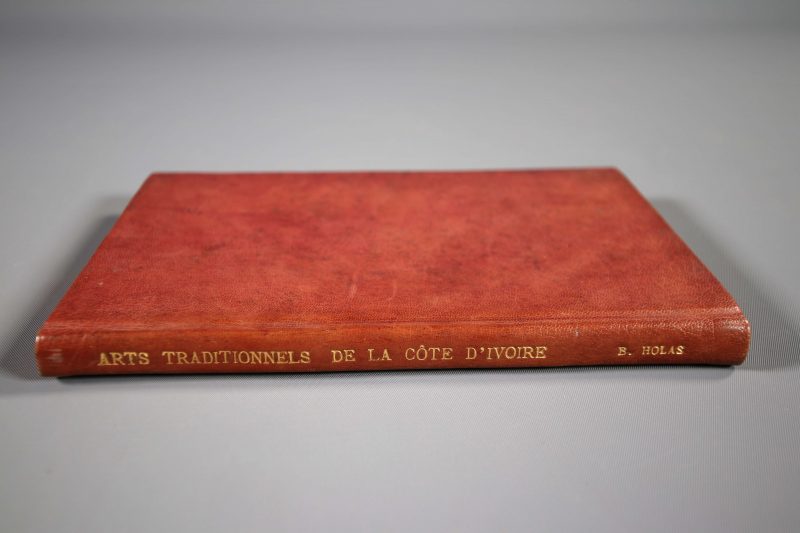 ARTS TRADITIONNELS DE LA CÔTE D'IVOIRE B. HOLAS